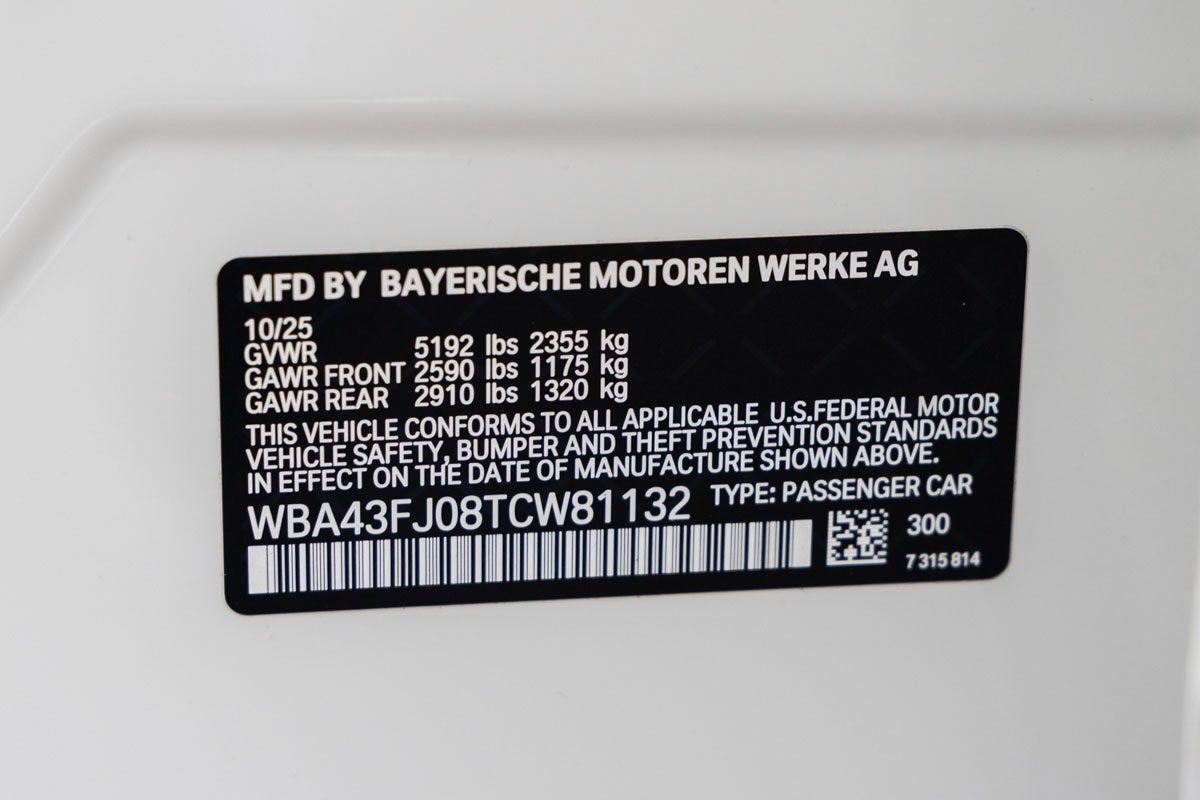 MFD BY BAYERISCHE MOTOREN WERKE AG
10/25
GVWR 5192 lbs 2355 kg
GAWR FRONT 2590 lbs 1175 kg
GAWR REAR 2910 lbs 1320 kg
THIS VEHICLE CONFORMS TO ALL APPLICABLE U.S.FEDERAL MOTOR
VEHICLE SAFETY, BUMPER AND THEFT PREVENTION STANDARDS
IN EFFECT ON THE DATE OF MANUFACTURE SHOWN ABOVE.
WBA43FJ08TCW81132 TYPE: PASSENGER CAR
300
7 315 814